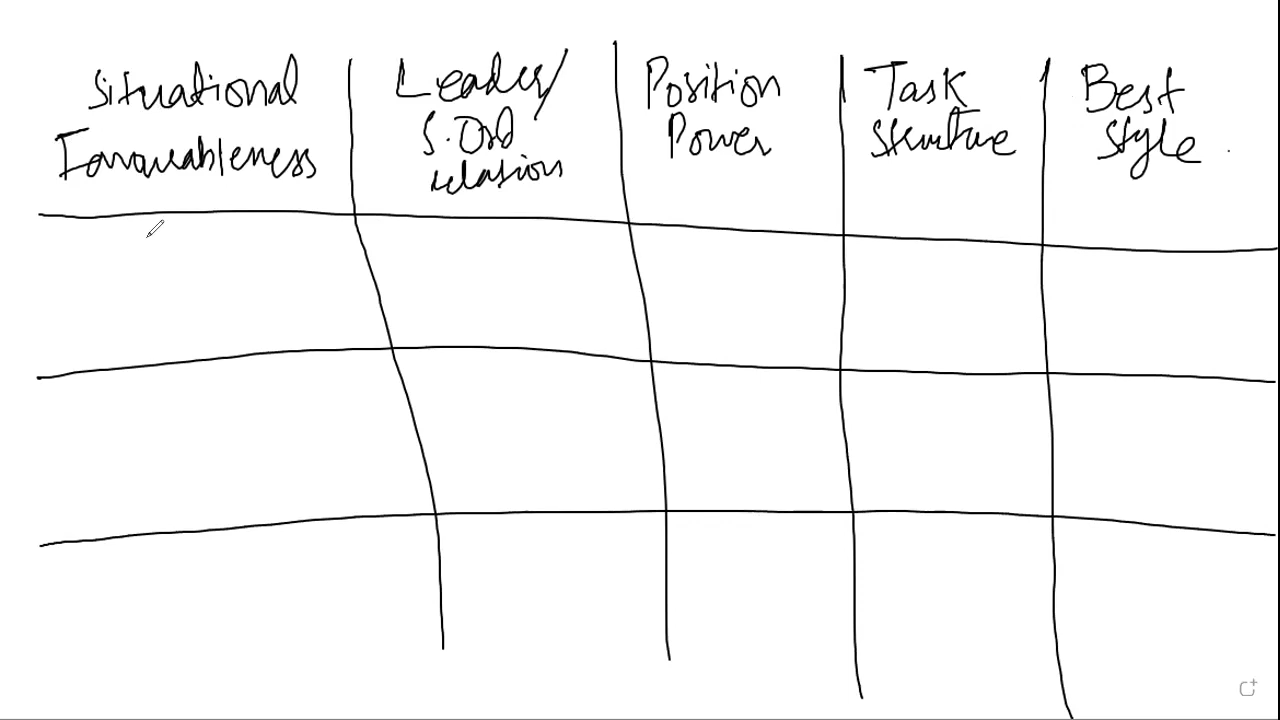 Situational
Favourableness
Leader/
S. Ord
relations
Position
Power
Task
structure
Best
style